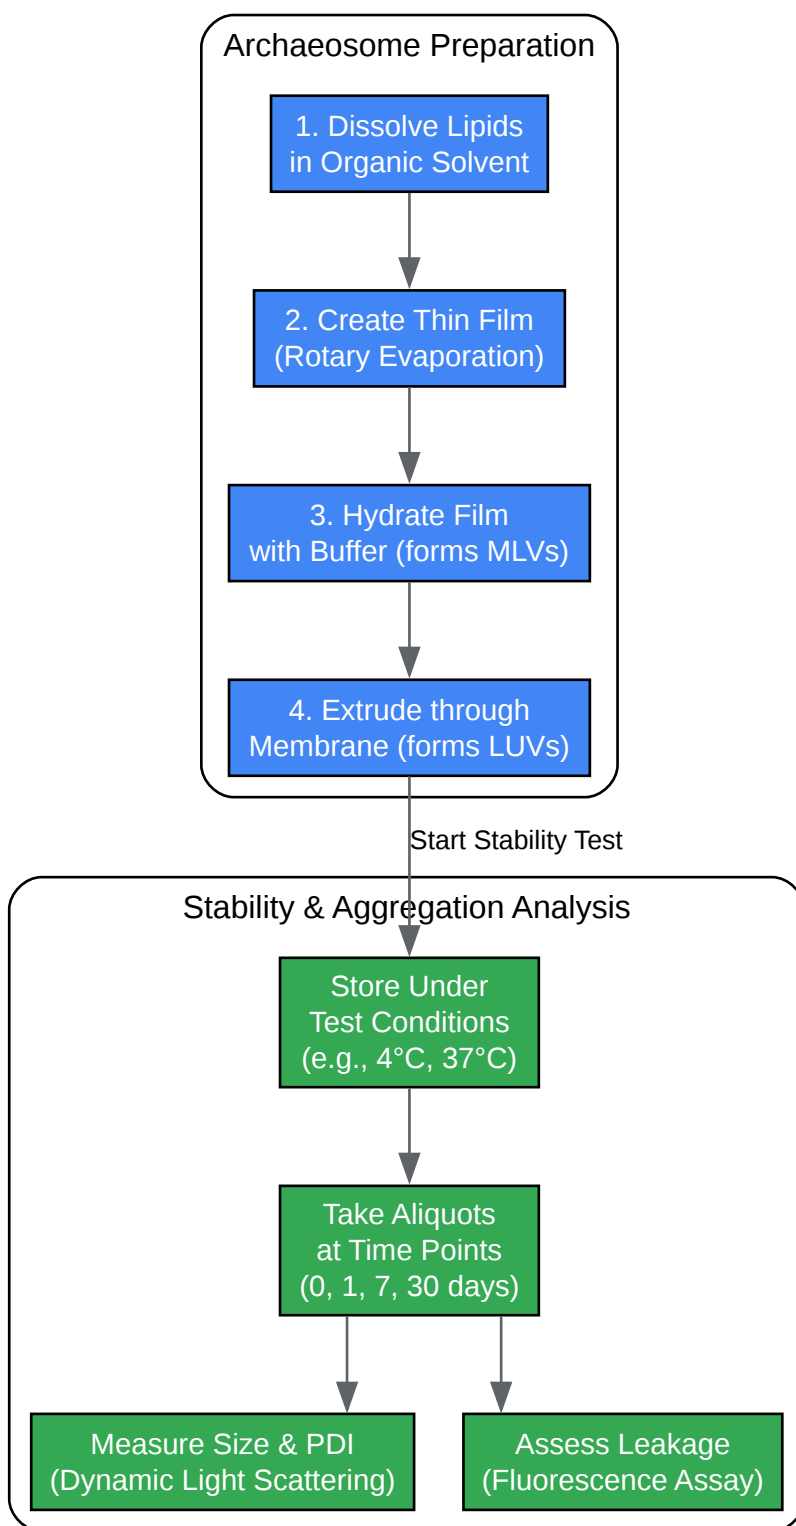 Archaeosome Preparation
1. Dissolve Lipids
in Organic Solvent
2. Create Thin Film
(Rotary Evaporation)
3. Hydrate Film
with Buffer (forms MLVs)
4. Extrude through
Membrane (forms LUVs)
Start Stability Test
Stability & Aggregation Analysis
Store Under
Test Conditions
(e.g., 4°C, 37°C)
Take Aliquots
at Time Points
(0, 1, 7, 30 days)
Measure Size & PDI
(Dynamic Light Scattering)
Assess Leakage
(Fluorescence Assay)